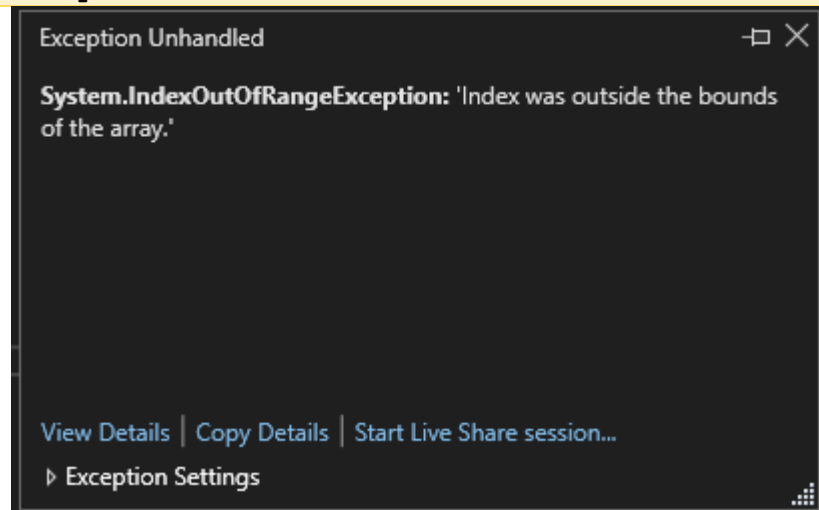 Exception Unhandled
System.IndexOutOfRangeException: 'Index was outside the bounds
of the array.'
View Details | Copy Details | Start Live Share session...
Exception Settings